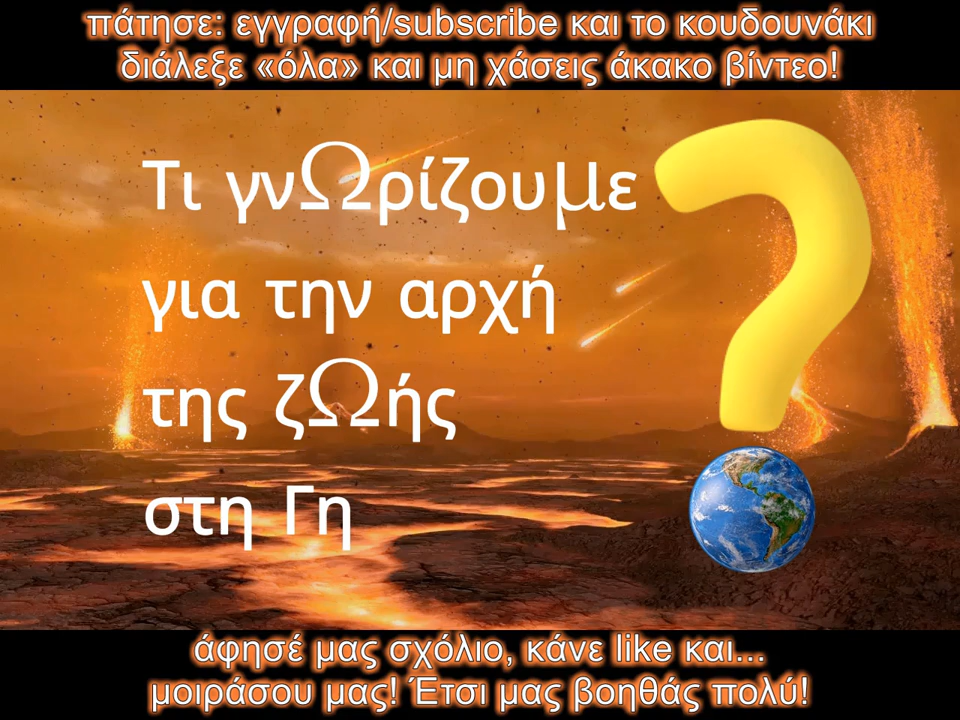 πάτησε: εγγραφή/subscribe και το κουδουνάκι
διάλεξε «όλα» και μη χάσεις άκακο βίντεο!
Τι γνΩρίζουμε
για την αρχή
της ζΩής
στη Γη
?
άφησέ μας σχόλιο, κάνε like και...
μοιράσου μας! Έτσι μας βοηθάς πολύ!